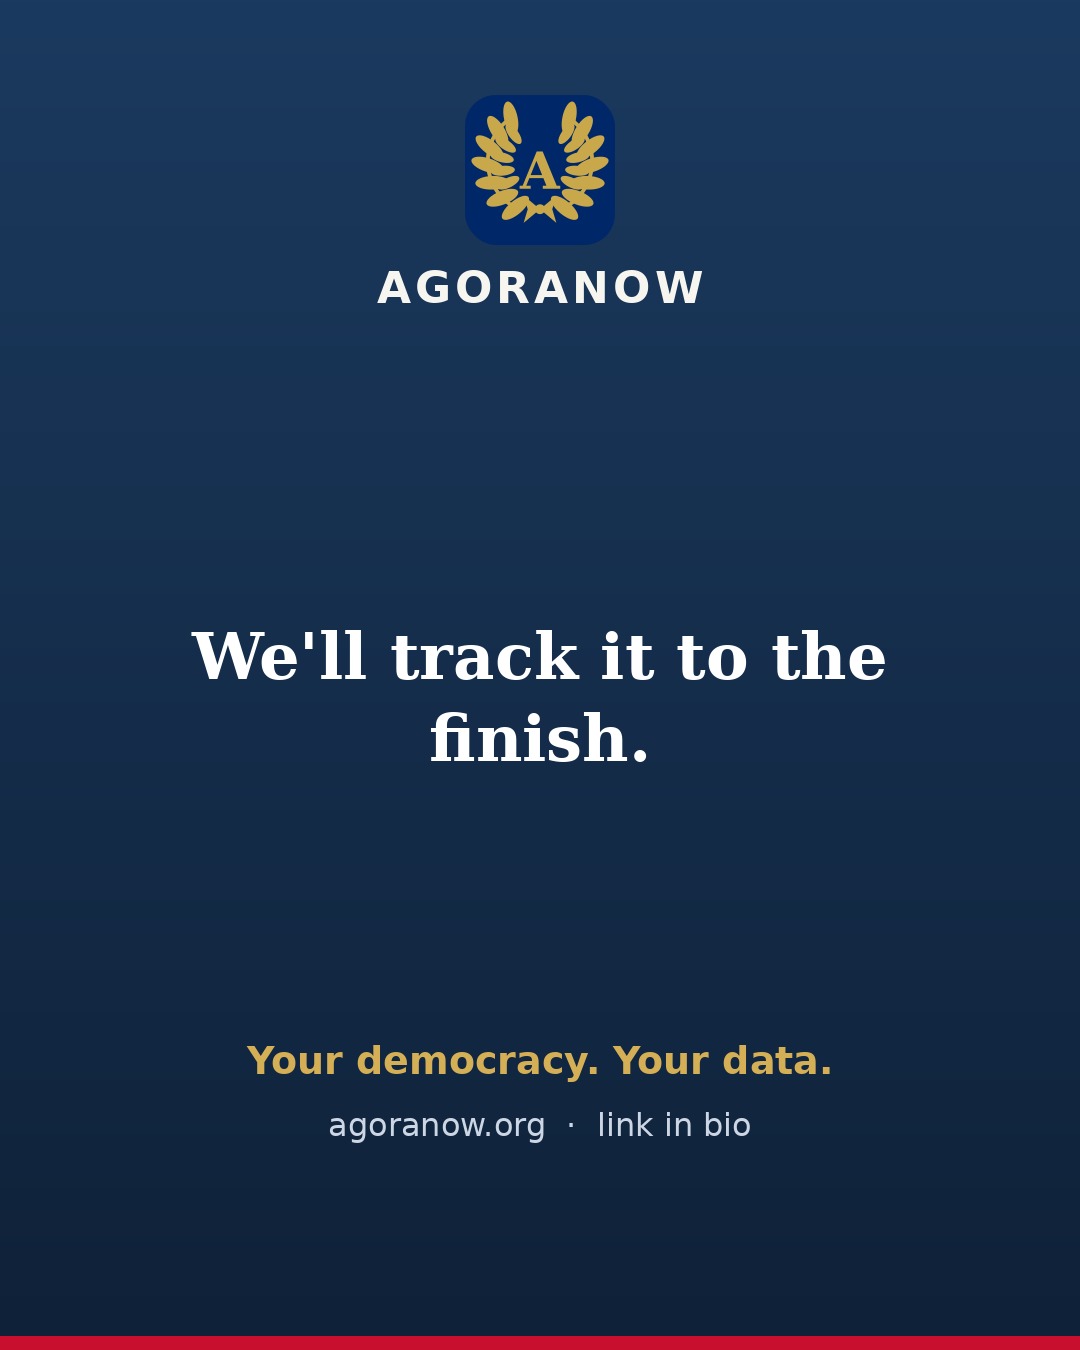 A
AGORANOW
We'll track it to the
finish.
Your democracy. Your data.
agoranow.org · link in bio